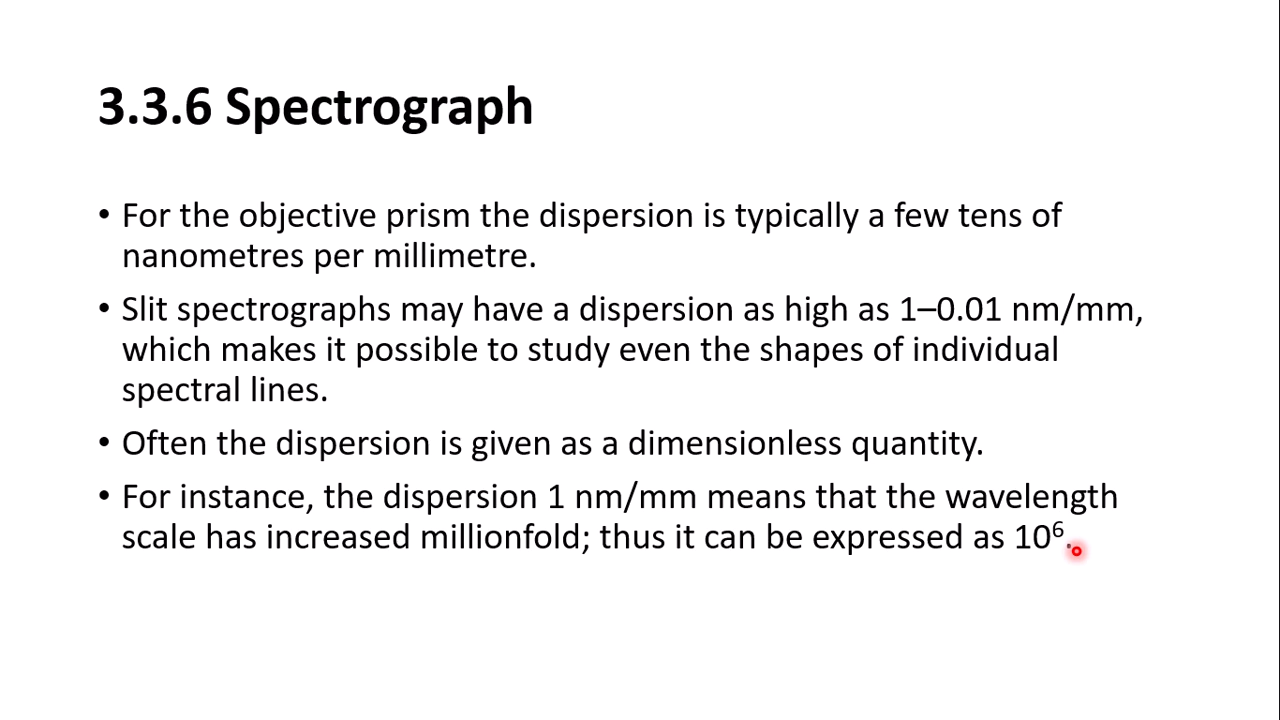 3.3.6 Spectrograph
• For the objective prism the dispersion is typically a few tens of
nanometres per millimetre.
• Slit spectrographs may have a dispersion as high as 1–0.01 nm/mm,
which makes it possible to study even the shapes of individual
spectral lines.
• Often the dispersion is given as a dimensionless quantity.
• For instance, the dispersion 1 nm/mm means that the wavelength
scale has increased millionfold; thus it can be expressed as 10⁶.